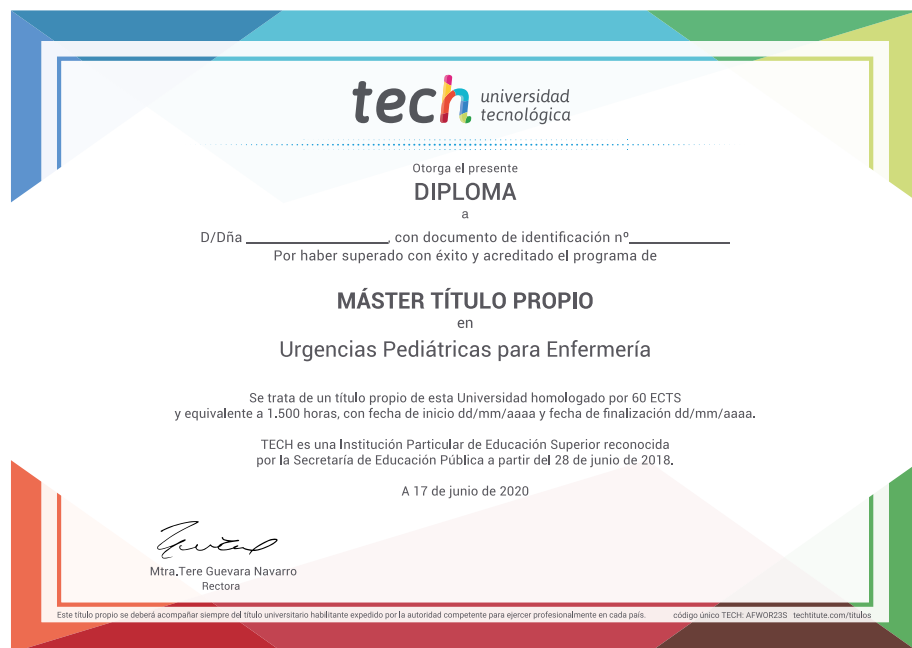 tech universidad
tecnológica
Otorga el presente
DIPLOMA
a
D/Dña ____________________, con documento de identificación nº______________
Por haber superado con éxito y acreditado el programa de
MÁSTER TÍTULO PROPIO
en
Urgencias Pediátricas para Enfermería
Se trata de un título propio de esta Universidad homologado por 60 ECTS
y equivalente a 1.500 horas, con fecha de inicio dd/mm/aaaa y fecha de finalización dd/mm/aaaa.
TECH es una Institución Particular de Educación Superior reconocida
por la Secretaría de Educación Pública a partir del 28 de junio de 2018.
A 17 de junio de 2020
Mtra.Tere Guevara Navarro
Rectora
Este título propio se deberá acompañar siempre del título universitario habilitante expedido por la autoridad competente para ejercer profesionalmente en cada país. código único TECH: AFWOR23S techtitute.com/titulos